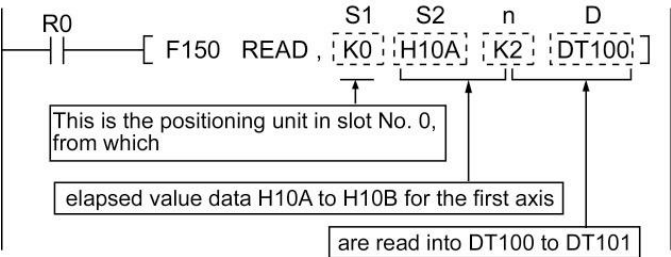 S1 S2 n D
R0
F150 READ , K0 H10A K2 DT100
This is the positioning unit in slot No. 0,
from which
elapsed value data H10A to H10B for the first axis
are read into DT100 to DT101